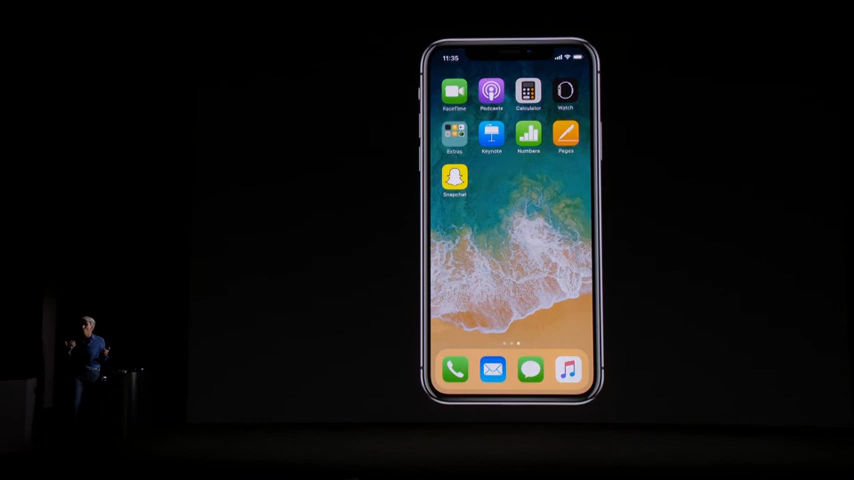 11:35
FaceTime Podcasts Calculator Watch
Extras Keynote Numbers Pages
Snapchat